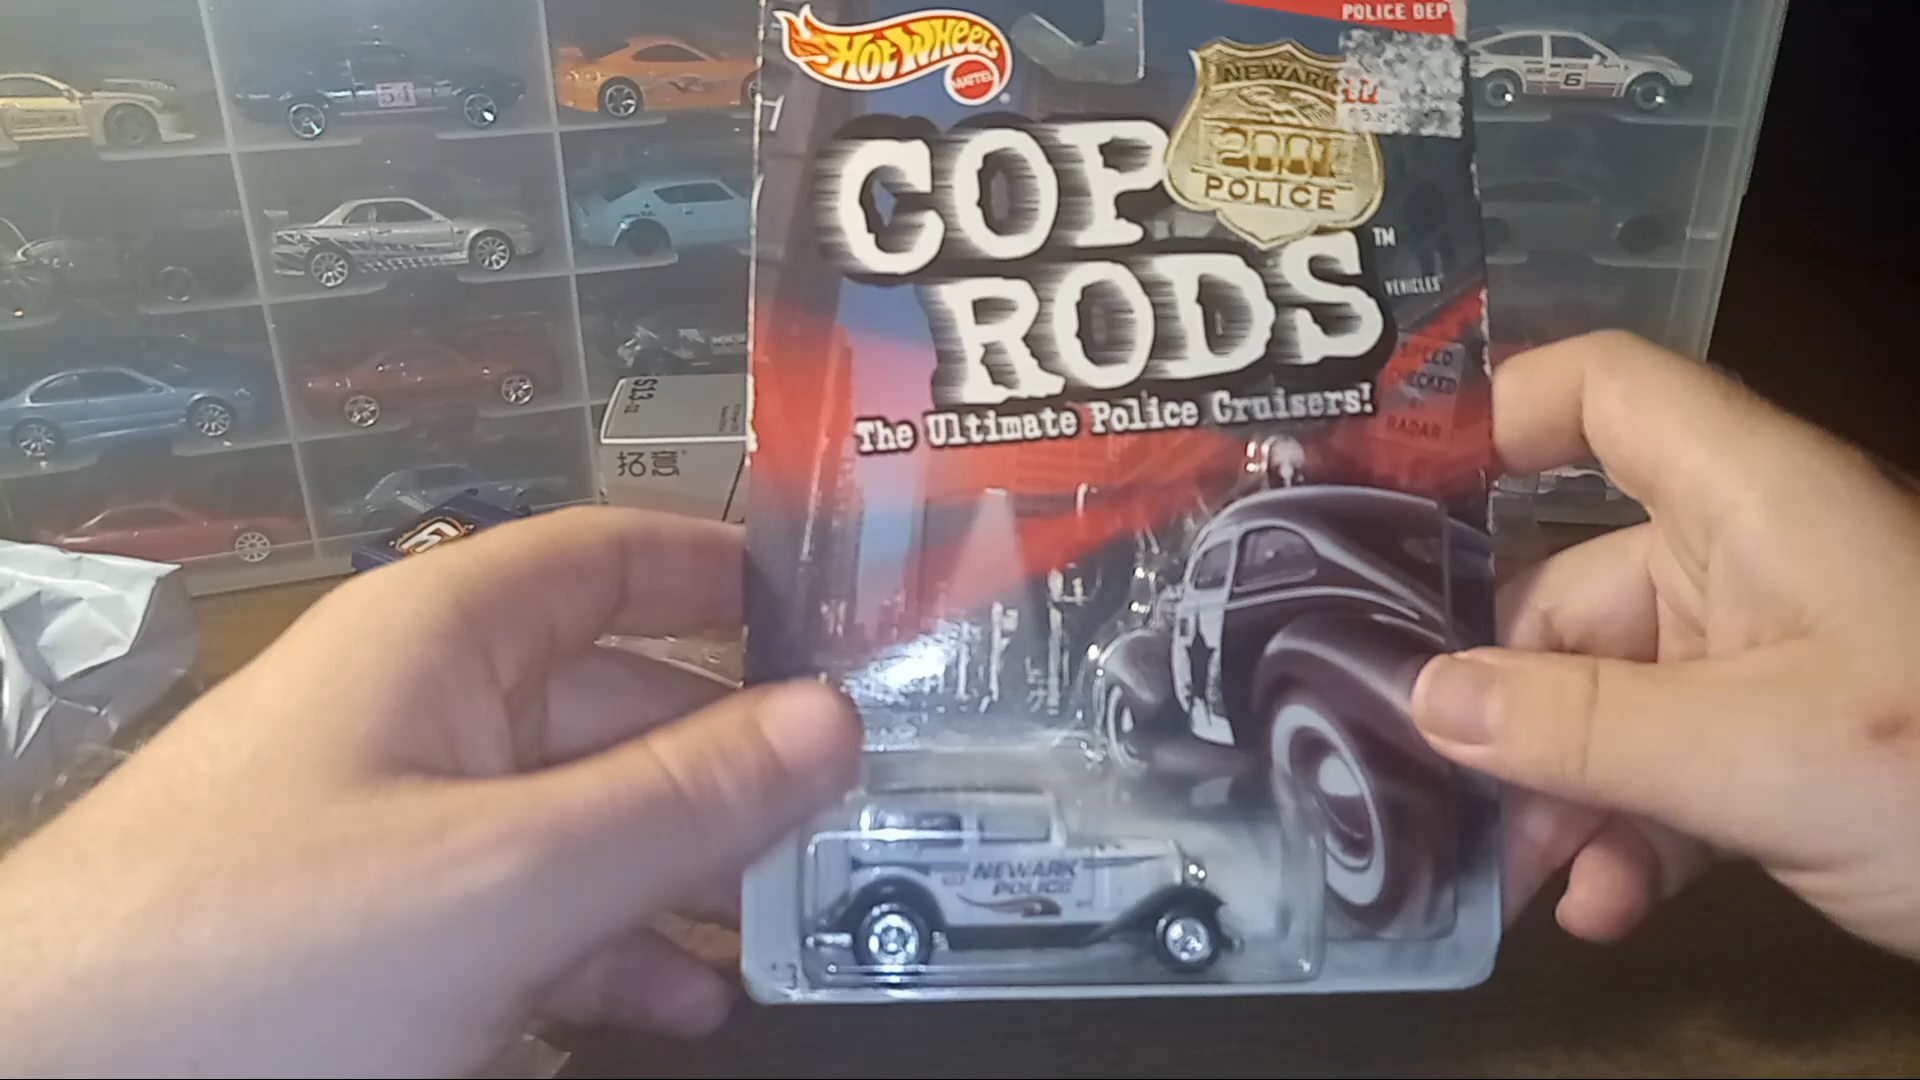 POLICE DEP
HOT WHEELS
MATTEL
NEWARK
2001
POLICE
COP
RODS
™
VEHICLES
The Ultimate Police Cruisers!
SPEED
CHECKED
RADAR
NEWARK
POLICE
54
6
S13
拓意